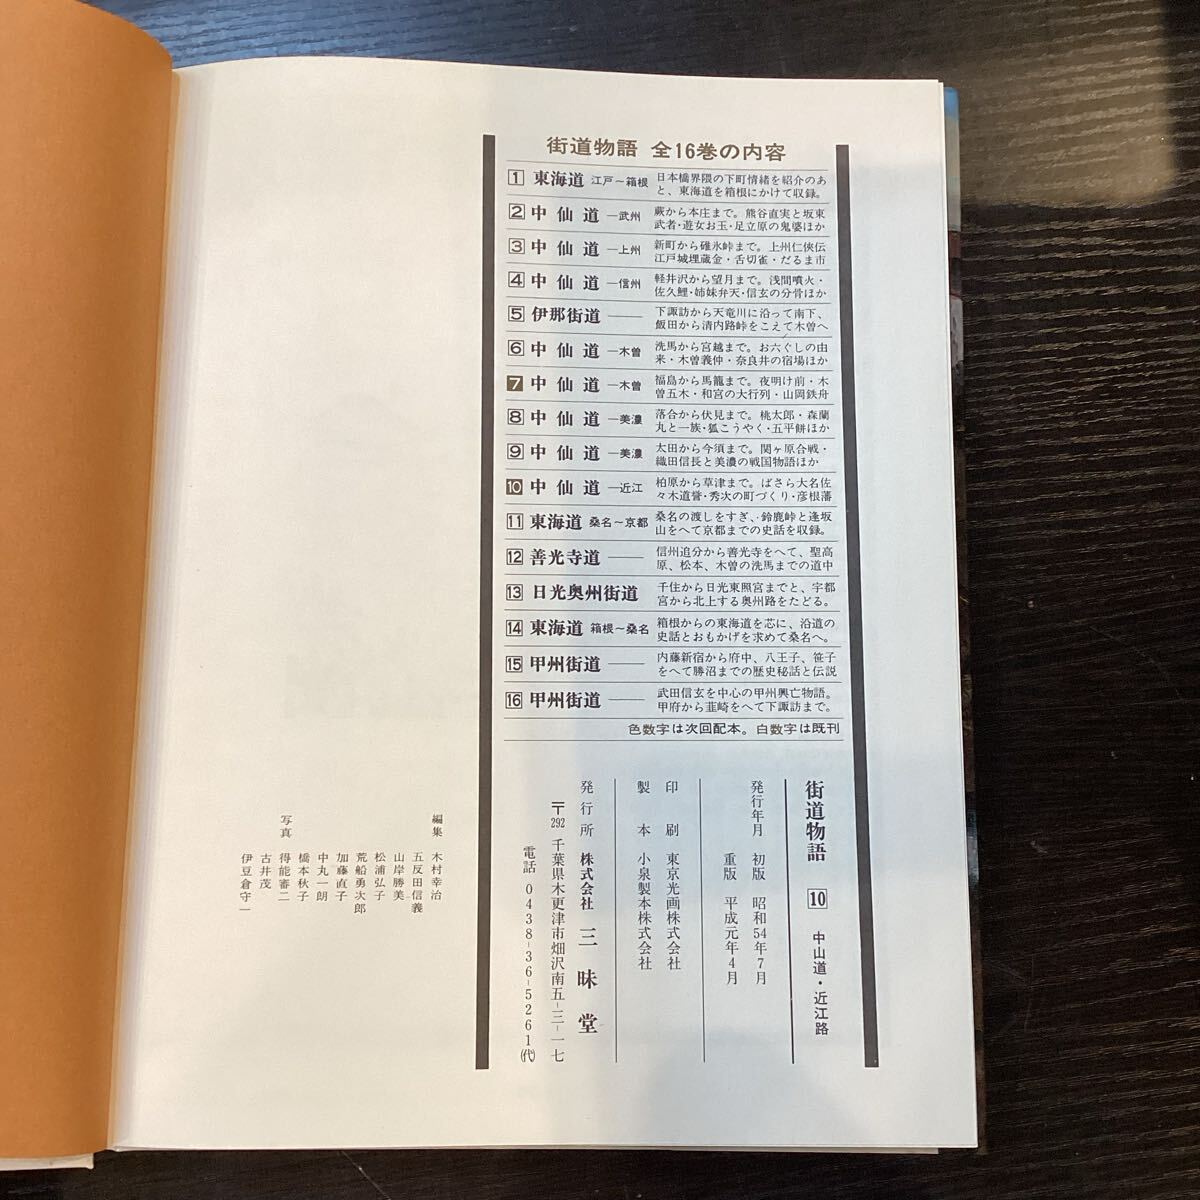 街道物語 全16巻の内容
1 東海道 江戸〜箱根 日本橋界隈の下町情緒を紹介のあ
と、東海道を箱根にかけて収録。
2 中仙道―武州 蕨から本庄まで。熊谷直実と坂東
武者・遊女お玉・足立原の鬼婆ほか
3 中仙道―上州 新町から碓氷峠まで。上州仁侠伝
江戸城埋蔵金・舌切雀・だるま市
4 中仙道―信州 軽井沢から望月まで。浅間噴火・
佐久鯉・姉妹弁天・信玄の分骨ほか
5 伊那街道―― 下諏訪から天竜川に沿って南下、
飯田から清内路峠をこえて木曽へ
6 中仙道―木曽 洗馬から宮越まで。お六ぐしの由
来・木曽義仲・奈良井の宿場ほか
7 中仙道―木曽 福島から馬籠まで。夜明け前・木
曽五木・和宮の大行列・山岡鉄舟
8 中仙道―美濃 落合から伏見まで。桃太郎・森蘭
丸と一族・狐こうやく・五平餅ほか
9 中仙道―美濃 太田から今須まで。関ヶ原合戦・
織田信長と美濃の戦国物語ほか
10 中仙道―近江 柏原から草津まで。ばさら大名佐
々木道誉・秀次の町づくり・彦根藩
11 東海道 桑名〜京都 桑名の渡しをすぎ、鈴鹿峠と逢坂
山をへて京都までの史話を収録。
12 善光寺道―― 信州追分から善光寺をへて、聖高
原、松本、木曽の洗馬までの道中
13 日光奥州街道 千住から日光東照宮までと、宇都
宮から北上する奥州路をたどる。
14 東海道 箱根〜桑名 箱根からの東海道を芯に、沿道の
史話とおもかげを求めて桑名へ。
15 甲州街道―― 内藤新宿から府中、八王子、笹子
をへて勝沼までの歴史秘話と伝説
16 甲州街道―― 武田信玄を中心の甲州興亡物語。
甲府から韮崎をへて下諏訪まで。
色数字は次回配本。白数字は既刊
街道物語 10 中山道・近江路
発行年月 初版 昭和54年7月
重版 平成元年4月
印刷 東京光画株式会社
製本 小泉製本株式会社
発行所 株式会社 三昧堂
〒292 千葉県木更津市畑沢南五-三-一七
電話 0438-36-5261(代)
編集 木村幸治
五反田信義
山岸勝美
松浦弘子
荒船勇次郎
加藤直子
中丸一朗
橋本秋子
写真 得能審二
古井茂
伊豆倉守一